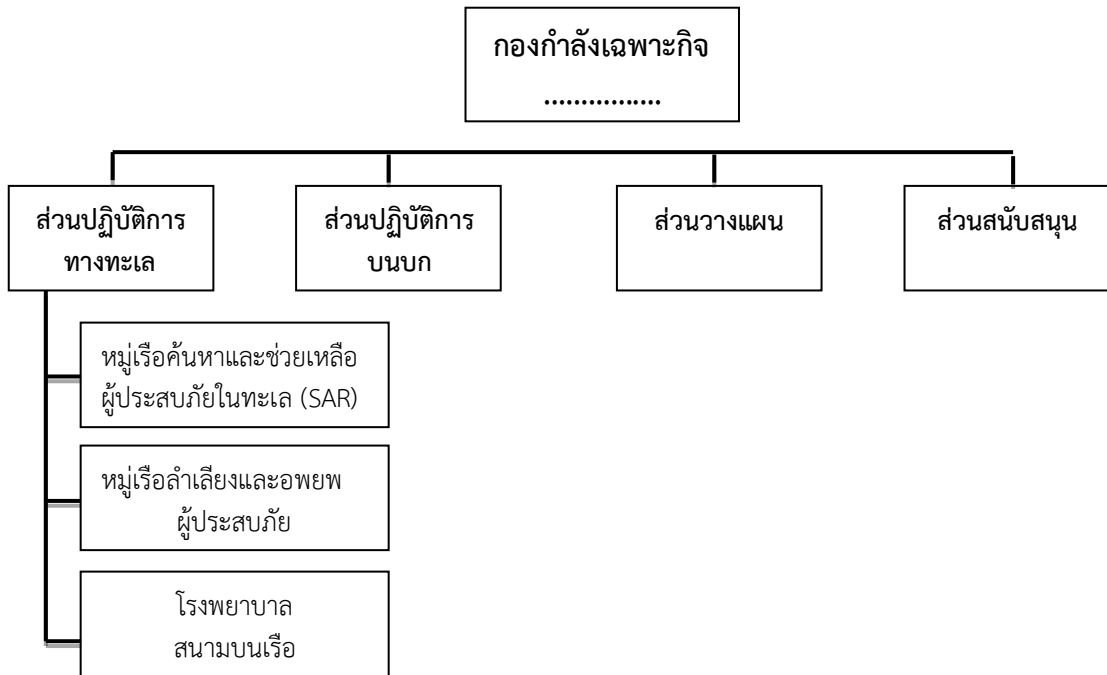 กองกำลังเฉพาะกิจ
................
ส่วนปฏิบัติการ
ทางทะเล
ส่วนปฏิบัติการ
บนบก
ส่วนวางแผน
ส่วนสนับสนุน
หมู่เรือค้นหาและช่วยเหลือ
ผู้ประสบภัยในทะเล (SAR)
หมู่เรือลำเลียงและอพยพ
ผู้ประสบภัย
โรงพยาบาล
สนามบนเรือ